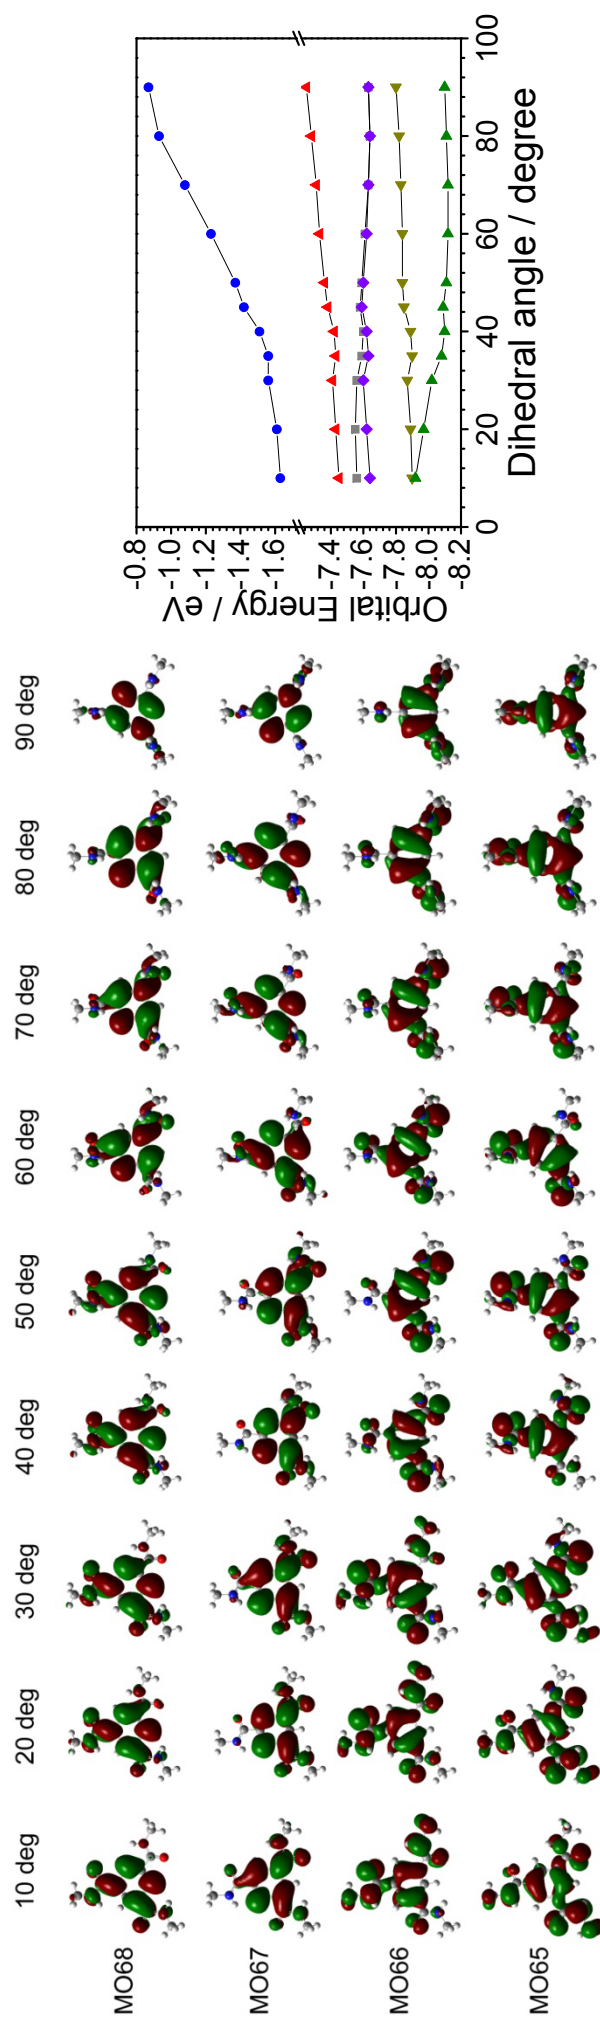 10 deg
20 deg
30 deg
40 deg
50 deg
60 deg
70 deg
80 deg
90 deg
MO68
MO67
MO66
MO65
-0.8
-1.0
-1.2
-1.4
-1.6
-7.4
-7.6
-7.8
-8.0
-8.2
Orbital Energy / eV
0
20
40
60
80
100
Dihedral angle / degree